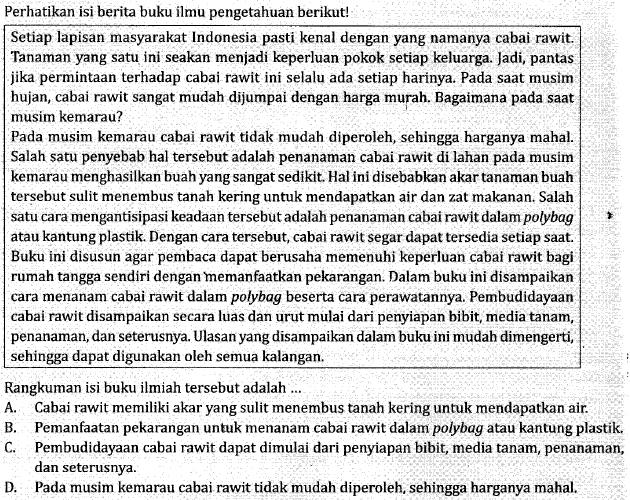 Perhatikan isi berita buku ilmu pengetahuan berikut!
Setiap lapisan masyarakat Indonesia pasti kenal dengan yang namanya cabai rawit.
Tanaman yang satu ini seakan menjadi keperluan pokok setiap keluarga. Jadi, pantas
jika permintaan terhadap cabai rawit ini selalu ada setiap harinya. Pada saat musim
hujan, cabai rawit sangat mudah dijumpai dengan harga murah. Bagaimana pada saat
musim kemarau?
Pada musim kemarau cabai rawit tidak mudah diperoleh, sehingga harganya mahal.
Salah satu penyebab hal tersebut adalah penanaman cabai rawit di lahan pada musim
kemarau menghasilkan buah yang sangat sedikit. Hal ini disebabkan akar tanaman buah
tersebut sulit menembus tanah kering untuk mendapatkan air dan zat makanan. Salah
satu cara mengantisipasi keadaan tersebut adalah penanaman cabai rawit dalam polybag
atau kantung plastik. Dengan cara tersebut, cabai rawit segar dapat tersedia setiap saat.
Buku ini disusun agar pembaca dapat berusaha memenuhi keperluan cabai rawit bagi
rumah tangga sendiri dengan memanfaatkan pekarangan. Dalam buku ini disampaikan
cara menanam cabai rawit dalam polybag beserta cara perawatannya. Pembudidayaan
cabai rawit disampaikan secara luas dan urut mulai dari penyiapan bibit, media tanam,
penanaman, dan seterusnya. Ulasan yang disampaikan dalam buku ini mudah dimengerti,
sehingga dapat digunakan oleh semua kalangan.
Rangkuman isi buku ilmiah tersebut adalah ...
A. Cabai rawit memiliki akar yang sulit menembus tanah kering untuk mendapatkan air.
B. Pemanfaatan pekarangan untuk menanam cabai rawit dalam polybag atau kantung plastik.
C. Pembudidayaan cabai rawit dapat dimulai dari penyiapan bibit, media tanam, penanaman,
dan seterusnya.
D. Pada musim kemarau cabai rawit tidak mudah diperoleh, sehingga harganya mahal.